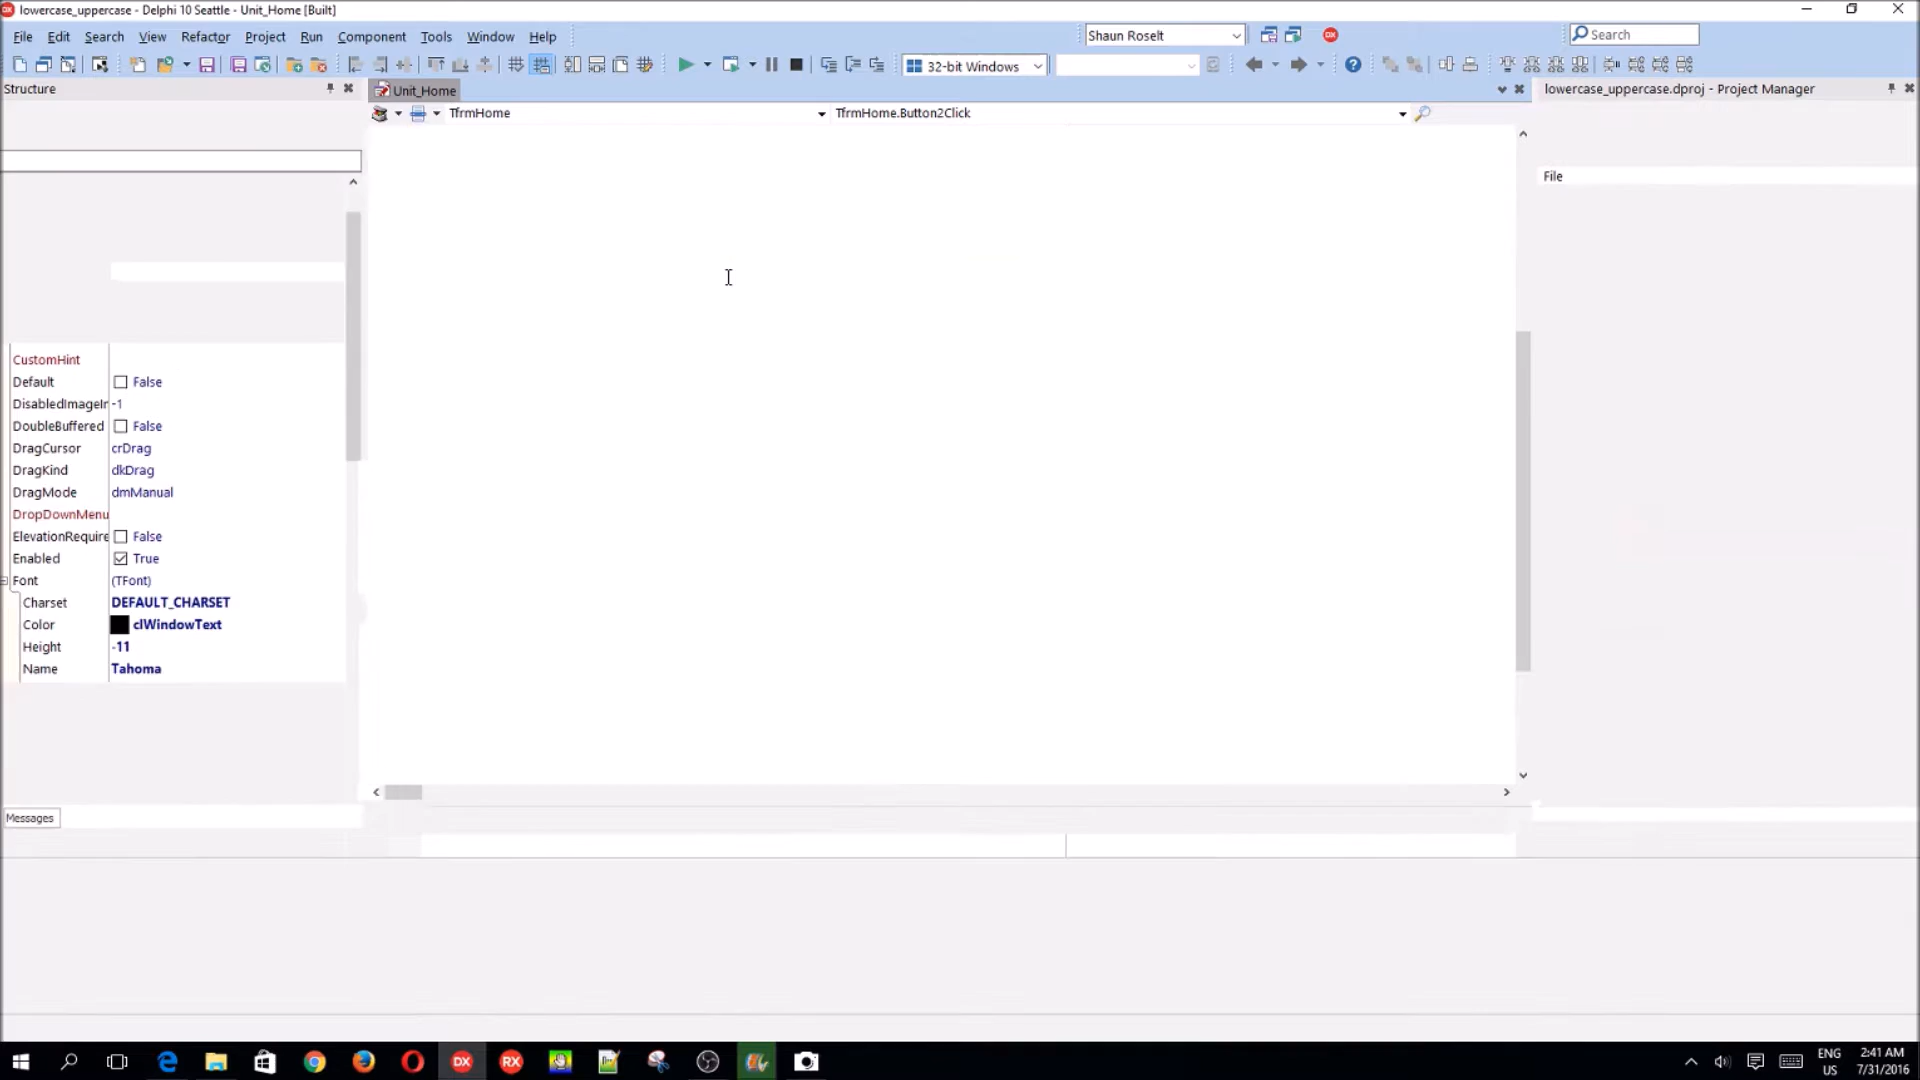 lowercase_uppercase - Delphi 10 Seattle - Unit_Home [Built]
File Edit Search View Refactor Project Run Component Tools Window Help
Shaun Roselt
Search
32-bit Windows
Structure
Unit_Home
lowercase_uppercase.dproj - Project Manager
TfrmHome
TfrmHome.Button2Click
File
CustomHint
Default False
DisabledImageIr -1
DoubleBuffered False
DragCursor crDrag
DragKind dkDrag
DragMode dmManual
DropDownMenu
ElevationRequire False
Enabled True
Font (TFont)
Charset DEFAULT_CHARSET
Color clWindowText
Height -11
Name Tahoma
Messages
DX
RX
ENG
US
2:41 AM
7/31/2016